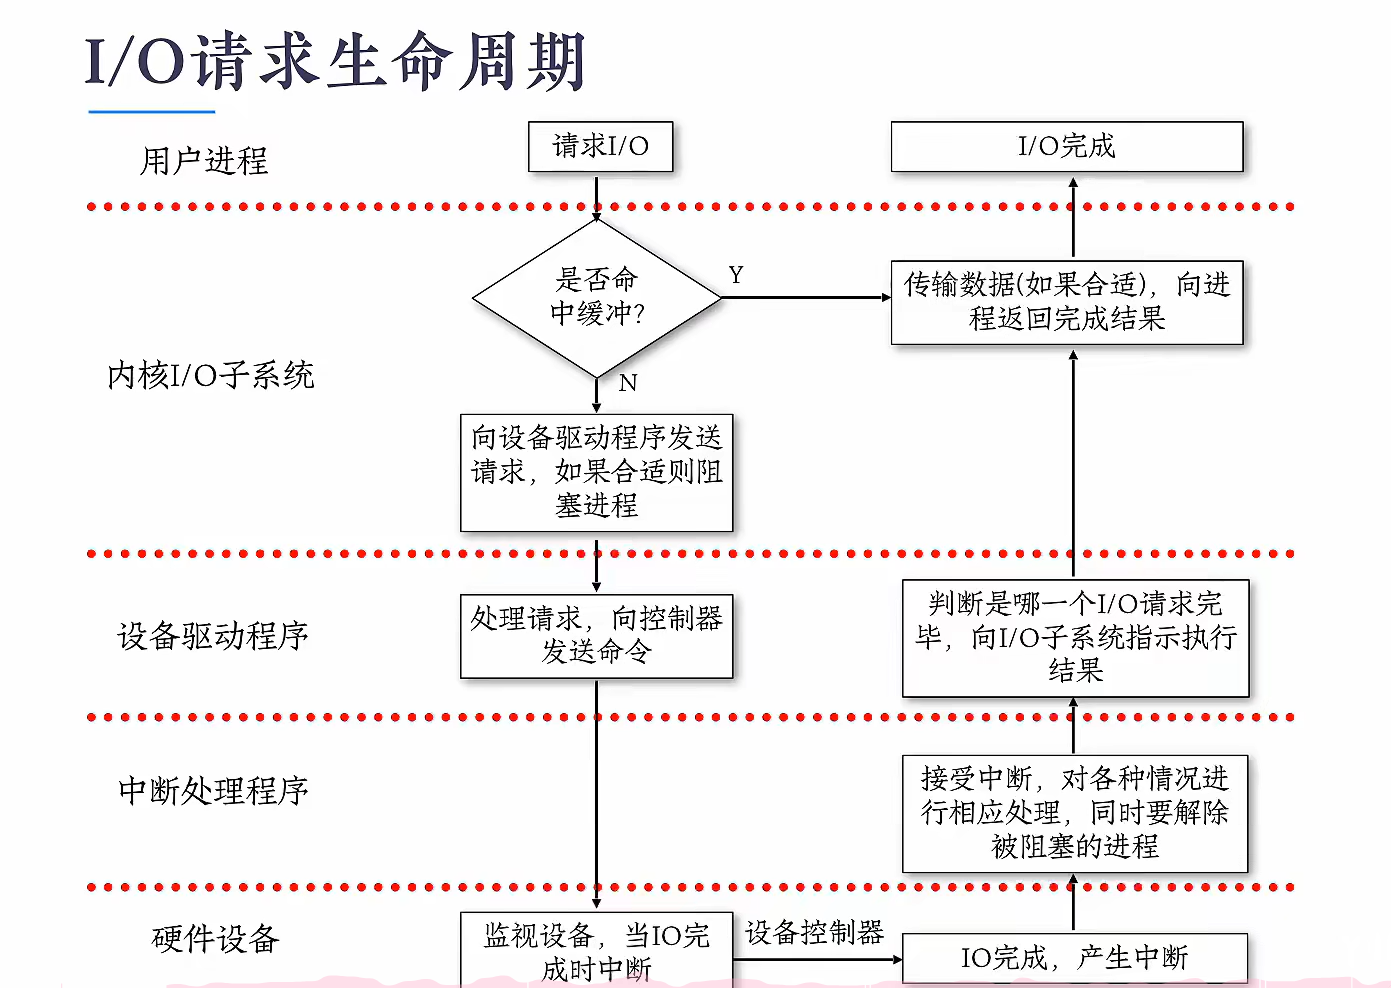 I/O请求生命周期
用户进程
请求I/O
I/O完成
内核I/O子系统
是否命
中缓冲?
Y
N
传输数据(如果合适)，向进
程返回完成结果
向设备驱动程序发送
请求，如果合适则阻
塞进程
设备驱动程序
处理请求，向控制器
发送命令
判断是哪一个I/O请求完
毕，向I/O子系统指示执行
结果
中断处理程序
接受中断，对各种情况进
行相应处理，同时要解除
被阻塞的进程
硬件设备
监视设备，当IO完
成时中断
设备控制器
IO完成，产生中断